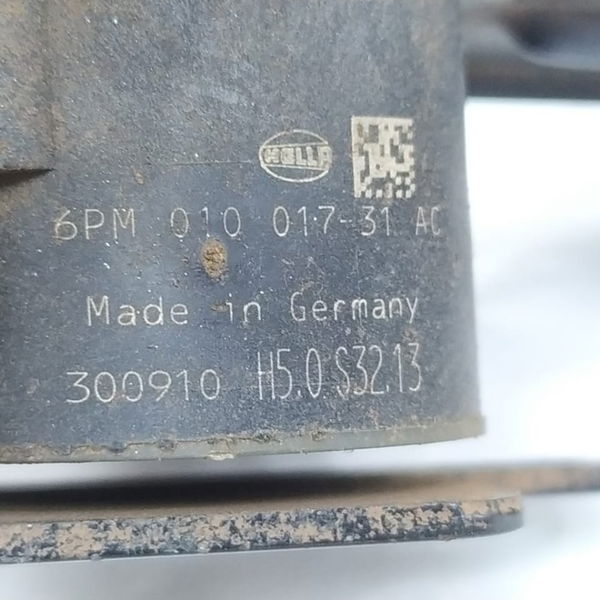 HELLA
6PM 010 017-31 AC
Made in Germany
300910 H5.0 S32.13